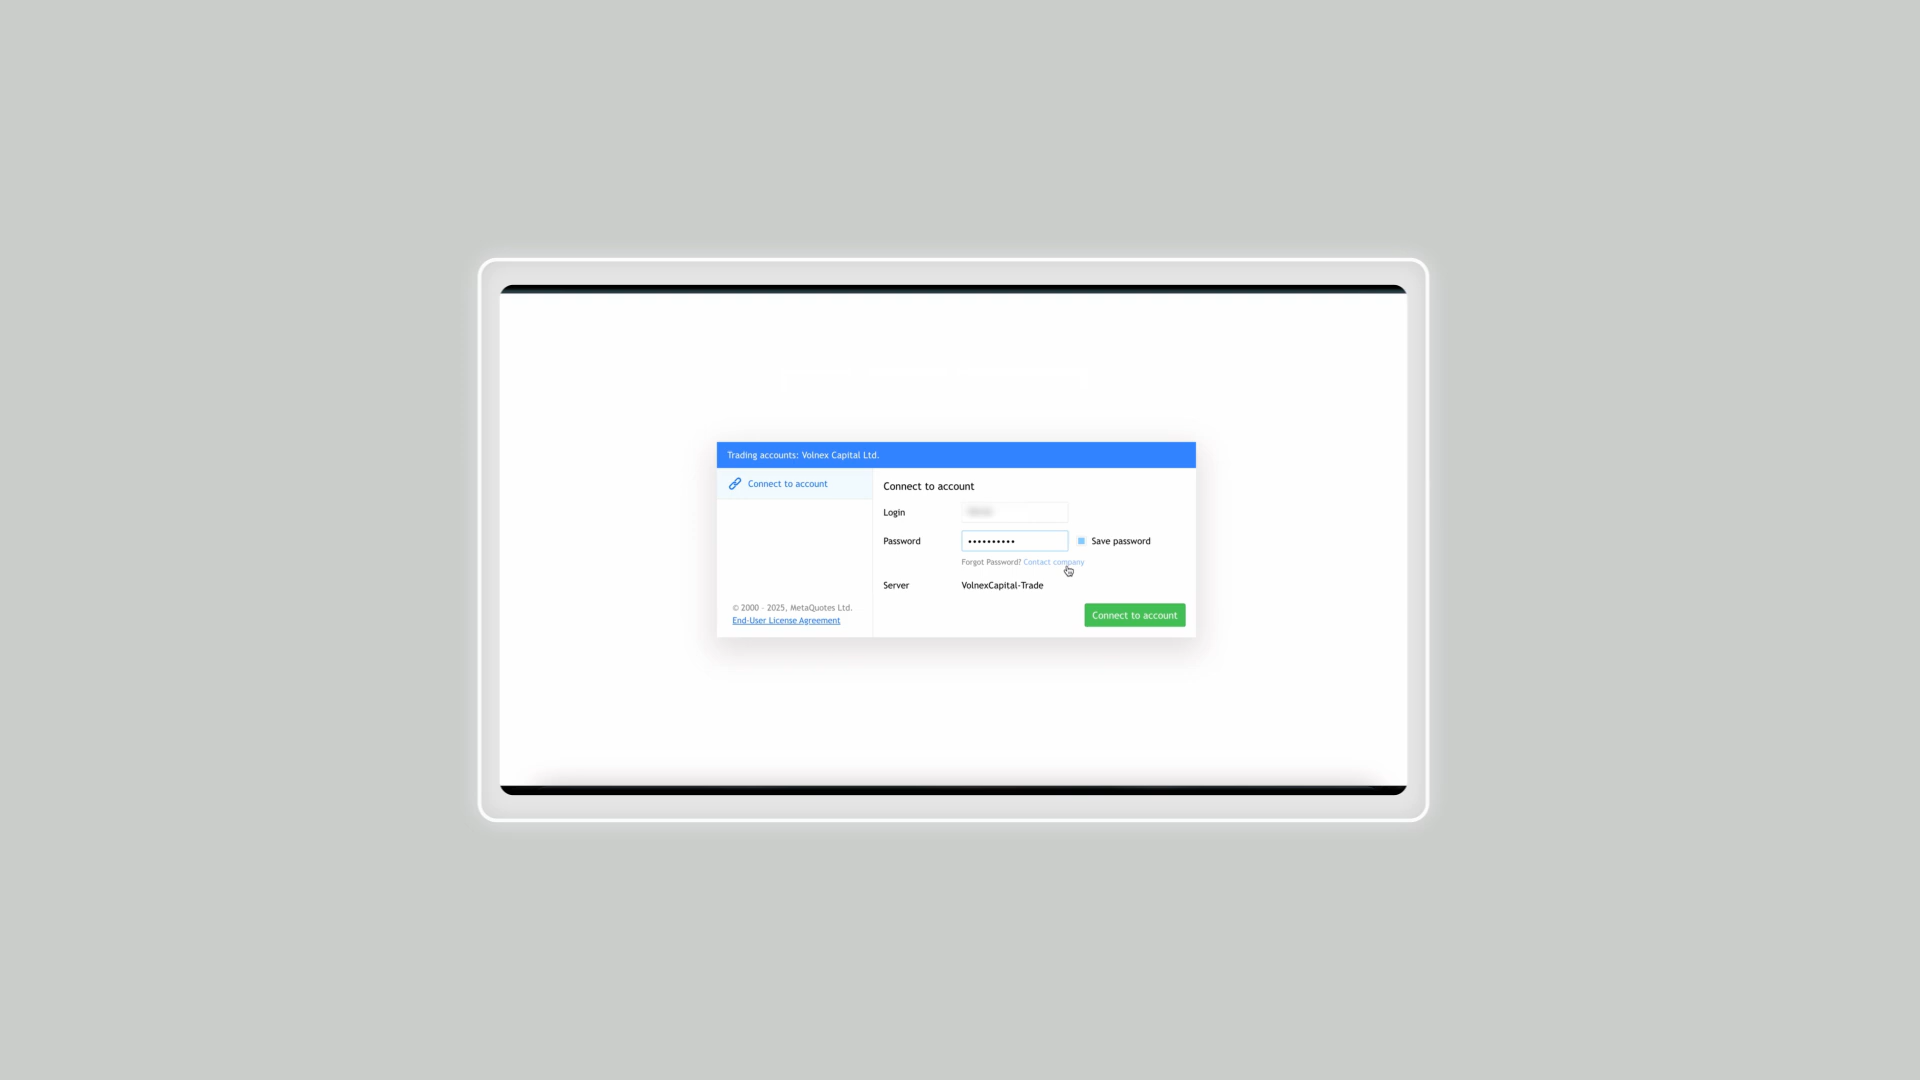 Trading accounts: Volnex Capital Ltd.
Connect to account
Connect to account
Login
Password ●●●●●●●●●● Save password
Forgot Password? Contact company
Server VolnexCapital-Trade
© 2000 - 2025, MetaQuotes Ltd.
End-User License Agreement
Connect to account